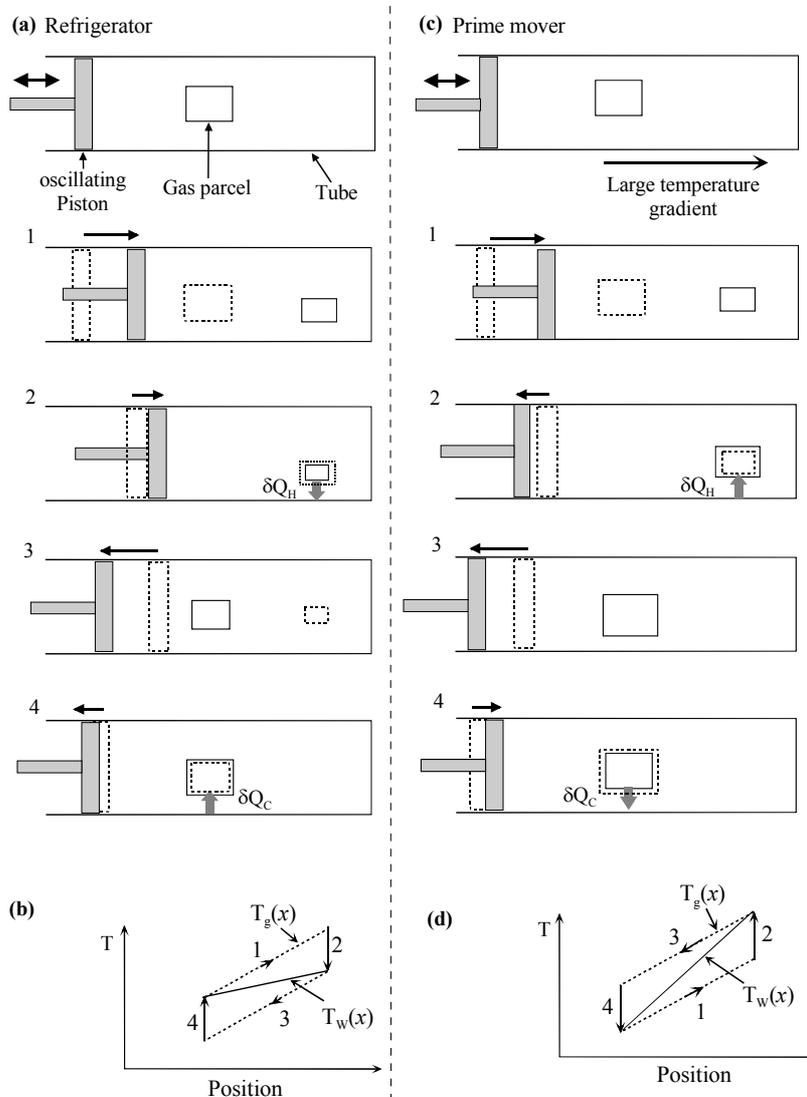 (a) Refrigerator
oscillating
Piston
Gas parcel
Tube
1
2
δQH
3
4
δQC
(b)
T
Tg(x)
1
2
3
4
TW(x)
Position
(c) Prime mover
Large temperature
gradient
1
2
δQH
3
4
δQC
(d)
T
Tg(x)
3
2
4
1
TW(x)
Position